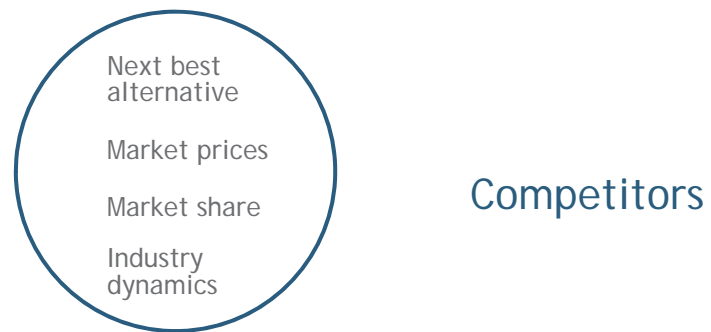 Next best
alternative
Market prices
Market share
Industry
dynamics
Competitors